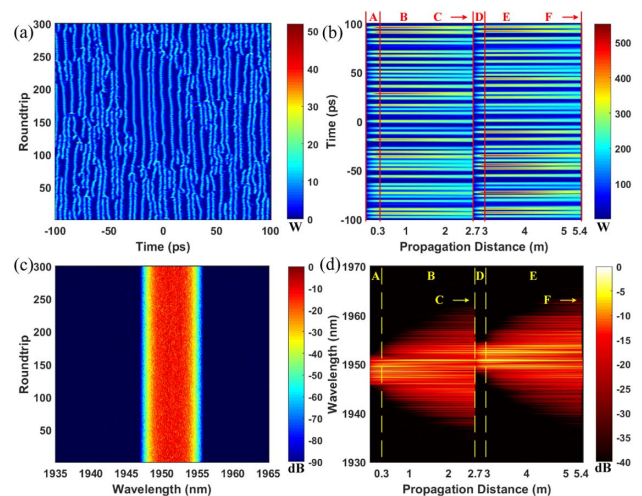 (a)
300
250
200
150
100
50
Roundtrip
-100 -50 0 50 100
Time (ps)
50
40
30
20
10
0
W
(b)
A B C → D E F →
100
50
0
-50
-100
Time (ps)
0.3 1 2 2.7 3 4 5 5.4
Propagation Distance (m)
500
400
300
200
100
W
(c)
300
250
200
150
100
50
Roundtrip
1935 1940 1945 1950 1955 1960 1965
Wavelength (nm)
0
-10
-20
-30
-40
-50
-60
-70
-80
-90
dB
(d)
A B C → D E F →
1970
1960
1950
1940
1930
Wavelength (nm)
0.3 1 2 2.7 3 4 5 5.4
Propagation Distance (m)
0
-5
-10
-15
-20
-25
-30
-35
-40
dB